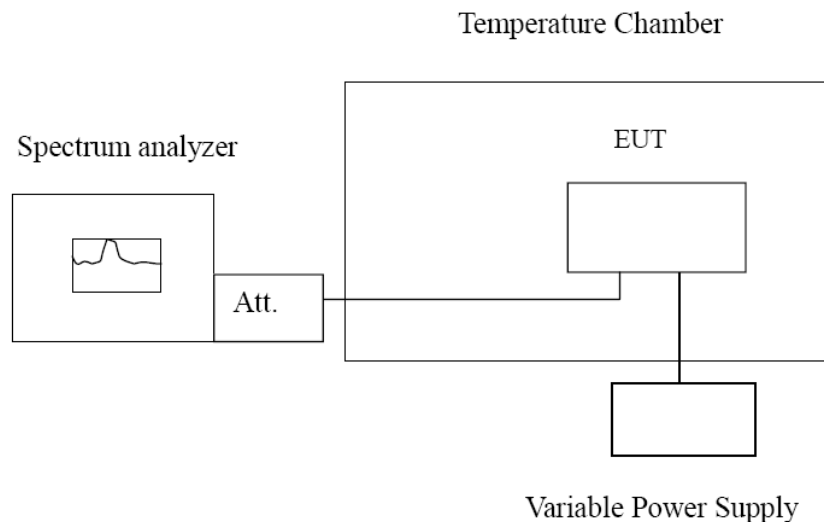 Temperature Chamber
Spectrum analyzer
EUT
Att.
Variable Power Supply